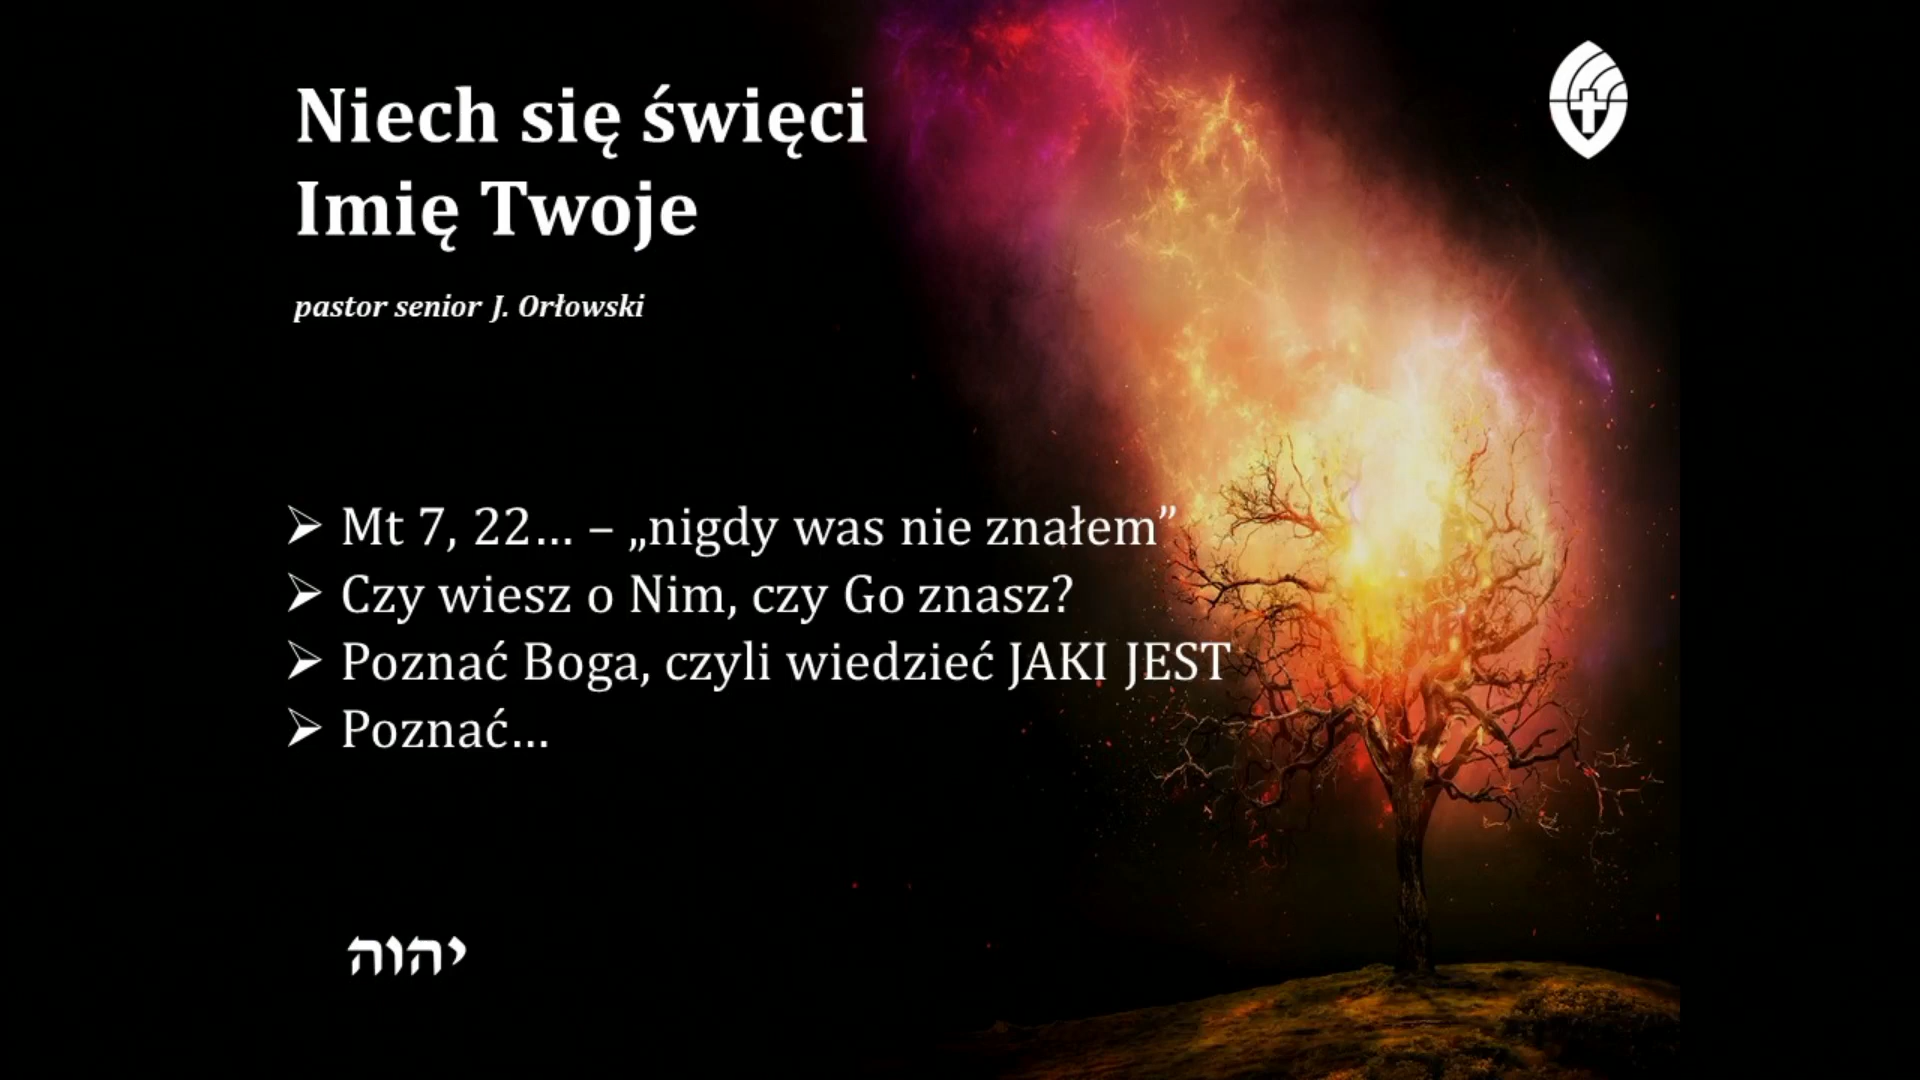 Niech się święci
Imię Twoje
pastor senior J. Orłowski
➢ Mt 7, 22… – „nigdy was nie znałem”
➢ Czy wiesz o Nim, czy Go znasz?
➢ Poznać Boga, czyli wiedzieć JAKI JEST
➢ Poznać…
יהוה